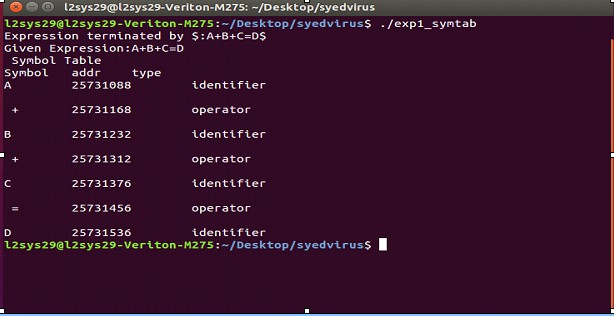 l2sys29@l2sys29-Veriton-M275: ~/Desktop/syedvirus
l2sys29@l2sys29-Veriton-M275:~/Desktop/syedvirus$ ./exp1_symtab
Expression terminated by $:A+B+C=D$
Given Expression:A+B+C=D
Symbol Table
Symbol addr type
A 25731088 identifier
+ 25731168 operator
B 25731232 identifier
+ 25731312 operator
C 25731376 identifier
= 25731456 operator
D 25731536 identifier
l2sys29@l2sys29-Veriton-M275:~/Desktop/syedvirus$